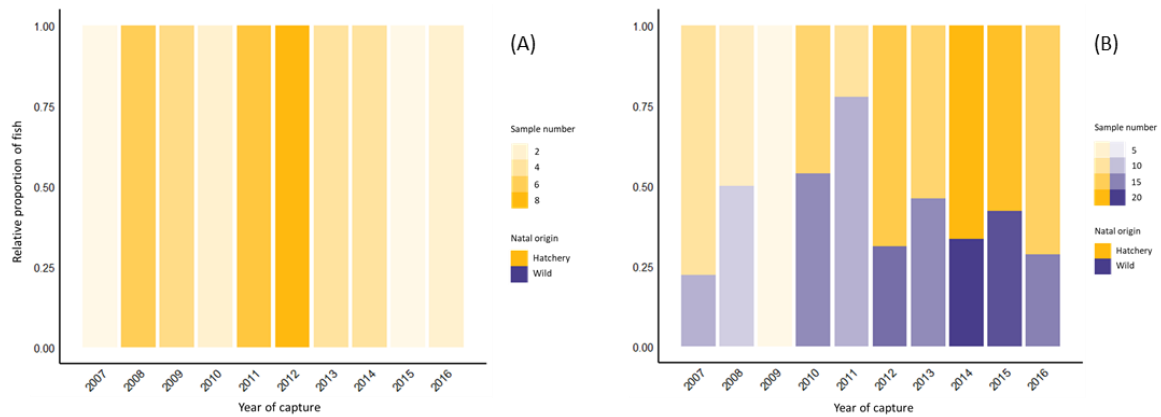 1.00
0.75
0.50
0.25
0.00
Relative proportion of fish
2007 2008 2009 2010 2011 2012 2013 2014 2015 2016
Year of capture
(A)
Sample number
2
4
6
8
Natal origin
Hatchery
Wild
1.00
0.75
0.50
0.25
0.00
2007 2008 2009 2010 2011 2012 2013 2014 2015 2016
Year of capture
(B)
Sample number
5
10
15
20
Natal origin
Hatchery
Wild